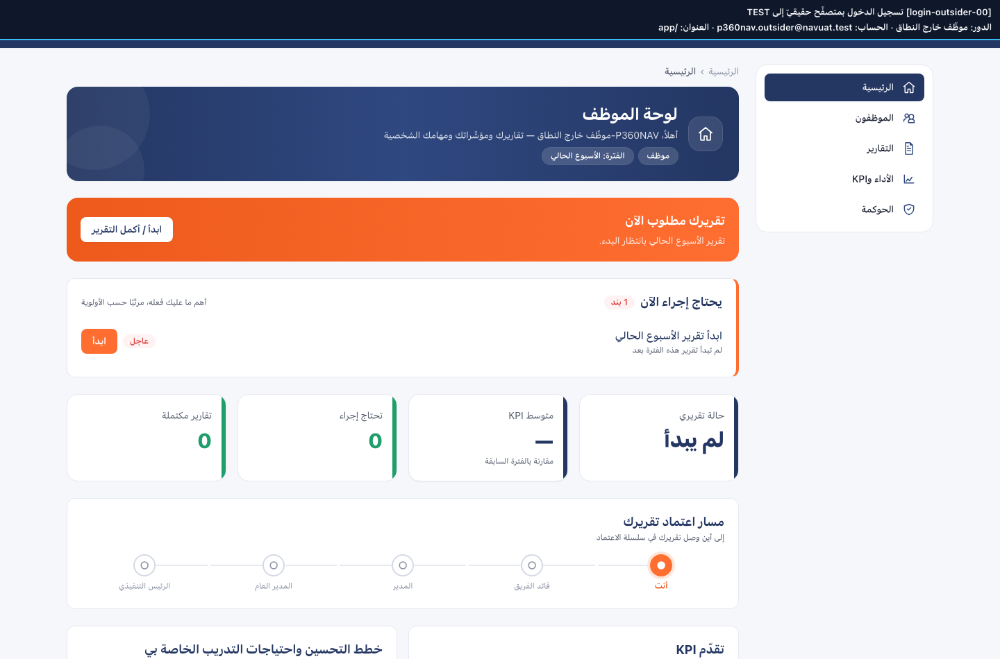 [login-outsider-00] تسجيل الدخول بمتصفّح حقيقيّ إلى TEST
الدور: موظّف خارج النطاق · الحساب: p360nav.outsider@navuat.test · العنوان: /app
الرئيسية
الموظفون
التقارير
الأداء وKPI
الحوكمة
الرئيسية › الرئيسية
لوحة الموظف
أهلاً، P360NAV-موظّف خارج النطاق — تقاريرك ومؤشّراتك ومهامك الشخصية
موظف
الفترة: الأسبوع الحالي
تقريرك مطلوب الآن
تقرير الأسبوع الحالي بانتظار البدء.
ابدأ / أكمل التقرير
يحتاج إجراء الآن
1 بند
أهم ما عليك فعله، مرتّبًا حسب الأولوية
ابدأ تقرير الأسبوع الحالي
لم تبدأ تقرير هذه الفترة بعد
عاجل
ابدأ
حالة تقريري
لم يبدأ
متوسط KPI
—
مقارنة بالفترة السابقة
تحتاج إجراء
0
تقارير مكتملة
0
مسار اعتماد تقريرك
إلى أين وصل تقريرك في سلسلة الاعتماد
أنت
قائد الفريق
المدير
المدير العام
الرئيس التنفيذي
تقدّم KPI
خطط التحسين واحتياجات التدريب الخاصة بي